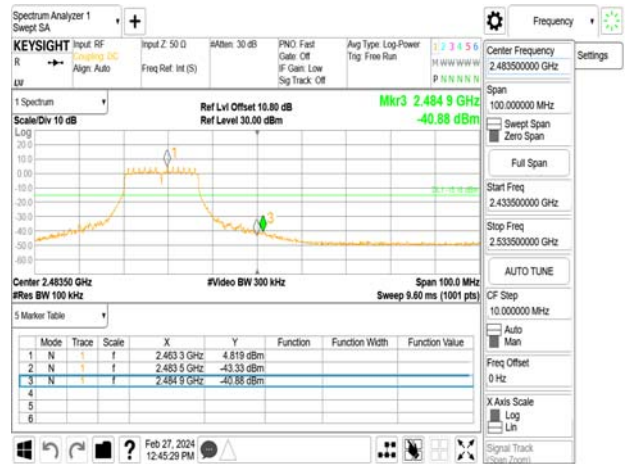 Spectrum Analyzer 1
Swept SA
Frequency
KEYSIGHT
R
Input: RF
Coupling: DC
Align: Auto
Input Z: 50 Ω
Freq Ref: Int (S)
#Atten: 30 dB
PNO: Fast
Gate: Off
IF Gain: Low
Sig Track: Off
Avg Type: Log-Power
Trig: Free Run
1 2 3 4 5 6
M W W W W W
P N N N N N
1 Spectrum
Scale/Div 10 dB
Ref Lvl Offset 10.80 dB
Ref Level 30.00 dBm
Mkr3 2.484 9 GHz
-40.88 dBm
Log
20.0
10.0
0.00
-10.0
-20.0
-30.0
-40.0
-50.0
-60.0
1
3
Center 2.48350 GHz
#Res BW 100 kHz
#Video BW 300 kHz
Span 100.0 MHz
Sweep 9.60 ms (1001 pts)
5 Marker Table
Mode Trace Scale X Y Function Function Width Function Value
1 N 1 f 2.463 3 GHz 4.819 dBm
2 N 1 f 2.483 5 GHz -43.33 dBm
3 N 1 f 2.484 9 GHz -40.88 dBm
4
5
6
Feb 27, 2024
12:45:29 PM
Center Frequency
2.483500000 GHz
Settings
Span
100.000000 MHz
Swept Span
Zero Span
Full Span
Start Freq
2.433500000 GHz
Stop Freq
2.533500000 GHz
AUTO TUNE
CF Step
10.000000 MHz
Auto
Man
Freq Offset
0 Hz
X Axis Scale
Log
Lin
Signal Track
(Span Zoom)